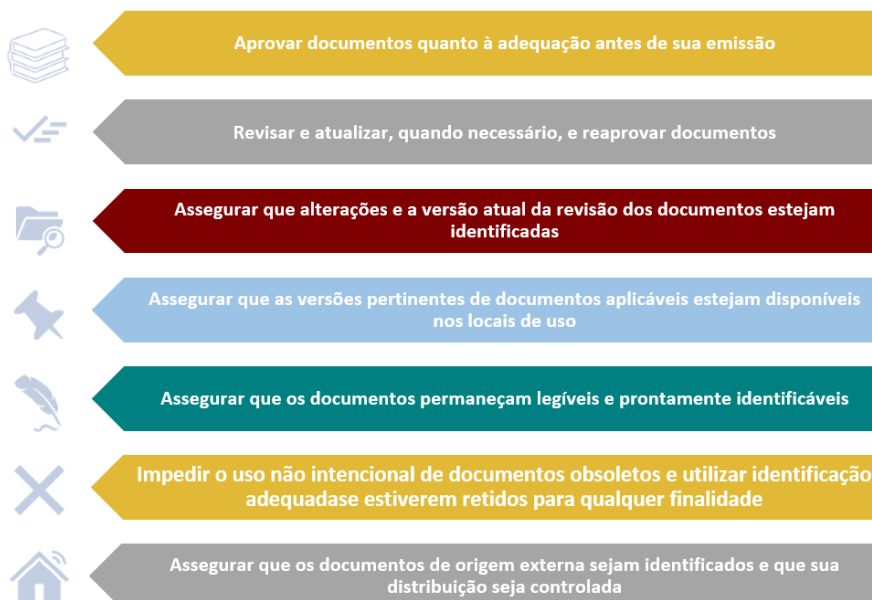 Aprovar documentos quanto à adequação antes de sua emissão
Revisar e atualizar, quando necessário, e reaprovar documentos
Assegurar que alterações e a versão atual da revisão dos documentos estejam
identificadas
Assegurar que as versões pertinentes de documentos aplicáveis estejam disponíveis
nos locais de uso
Assegurar que os documentos permaneçam legíveis e prontamente identificáveis
Impedir o uso não intencional de documentos obsoletos e utilizar identificação
adequadase estiverem retidos para qualquer finalidade
Assegurar que os documentos de origem externa sejam identificados e que sua
distribuição seja controlada